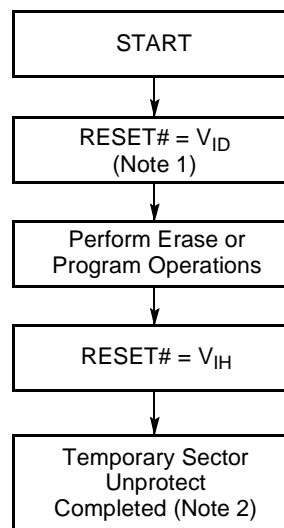 START
RESET# = VID
(Note 1)
Perform Erase or
Program Operations
RESET# = VIH
Temporary Sector
Unprotect
Completed (Note 2)